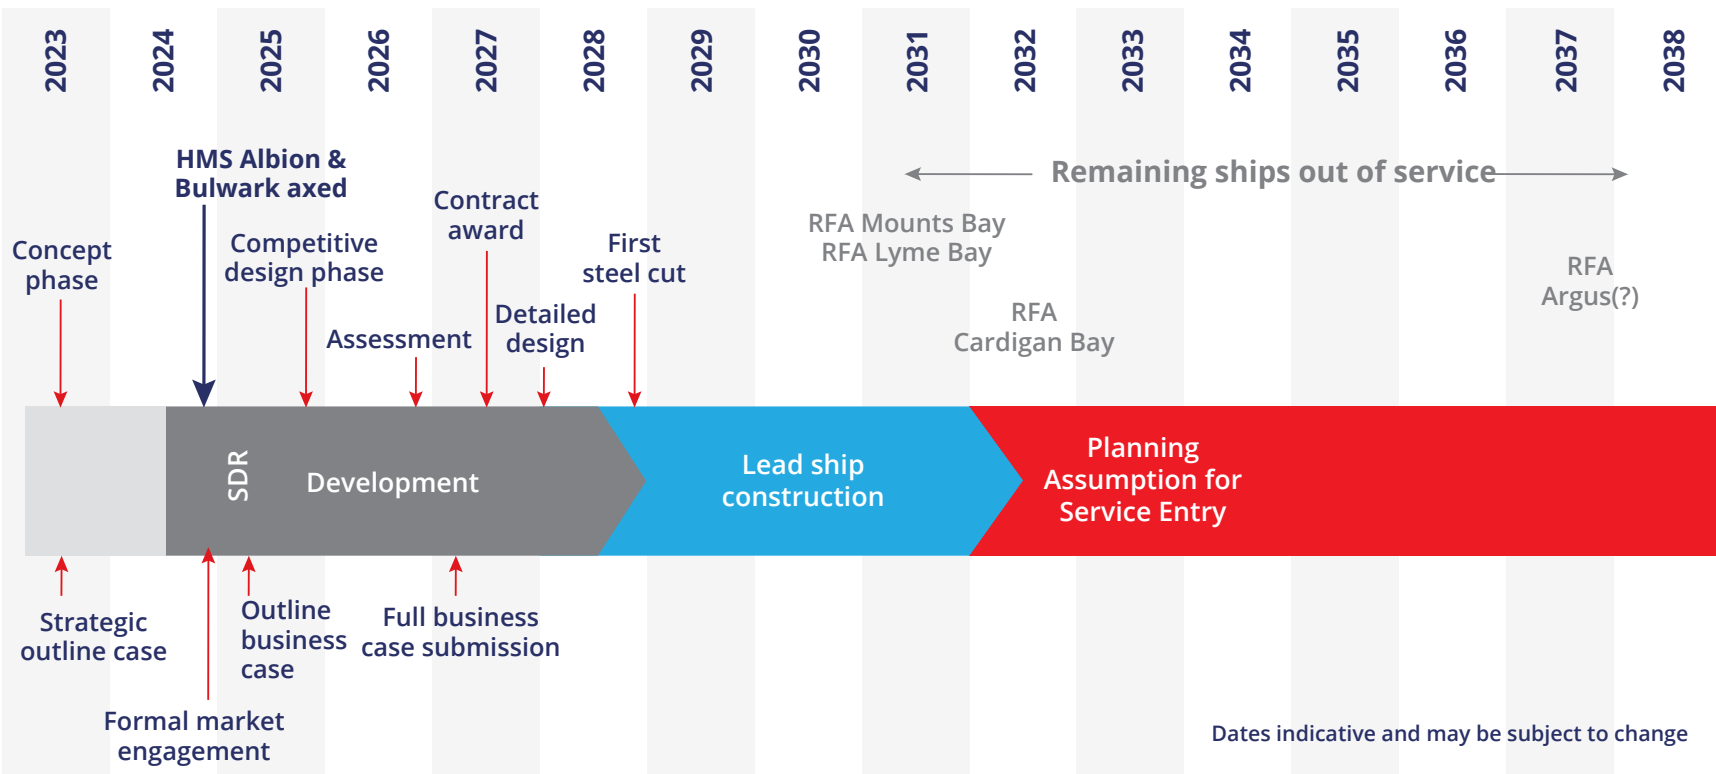 2023
2024
2025
2026
2027
2028
2029
2030
2031
2032
2033
2034
2035
2036
2037
2038
HMS Albion &
Bulwark axed
Remaining ships out of service
Contract
award
RFA Mounts Bay
RFA Lyme Bay
Concept
phase
Competitive
design phase
First
steel cut
RFA
Argus(?)
Assessment
Detailed
design
RFA
Cardigan Bay
SDR
Development
Lead ship
construction
Planning
Assumption for
Service Entry
Strategic
outline case
Outline
business
case
Full business
case submission
Formal market
engagement
Dates indicative and may be subject to change